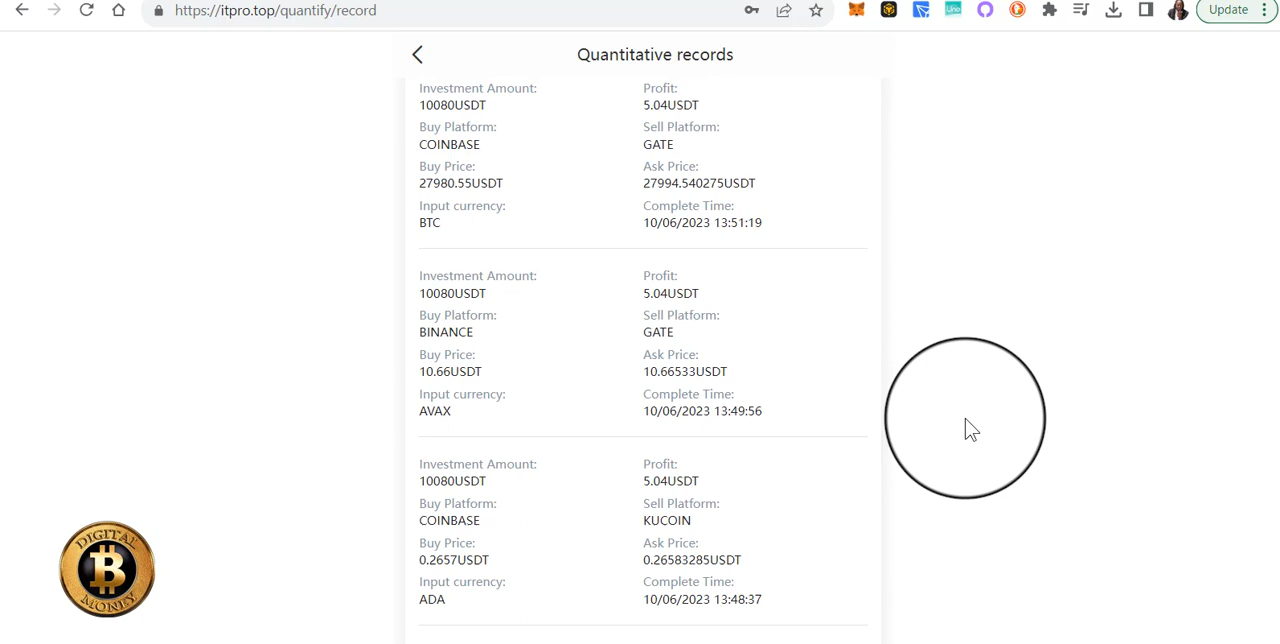 https://itpro.top/quantify/record
Uno
Update
Quantitative records
Investment Amount: Profit:
10080USDT 5.04USDT
Buy Platform: Sell Platform:
COINBASE GATE
Buy Price: Ask Price:
27980.55USDT 27994.540275USDT
Input currency: Complete Time:
BTC 10/06/2023 13:51:19
Investment Amount: Profit:
10080USDT 5.04USDT
Buy Platform: Sell Platform:
BINANCE GATE
Buy Price: Ask Price:
10.66USDT 10.66533USDT
Input currency: Complete Time:
AVAX 10/06/2023 13:49:56
Investment Amount: Profit:
10080USDT 5.04USDT
Buy Platform: Sell Platform:
COINBASE KUCOIN
Buy Price: Ask Price:
0.2657USDT 0.26583285USDT
Input currency: Complete Time:
ADA 10/06/2023 13:48:37
DIGITAL
MONEY